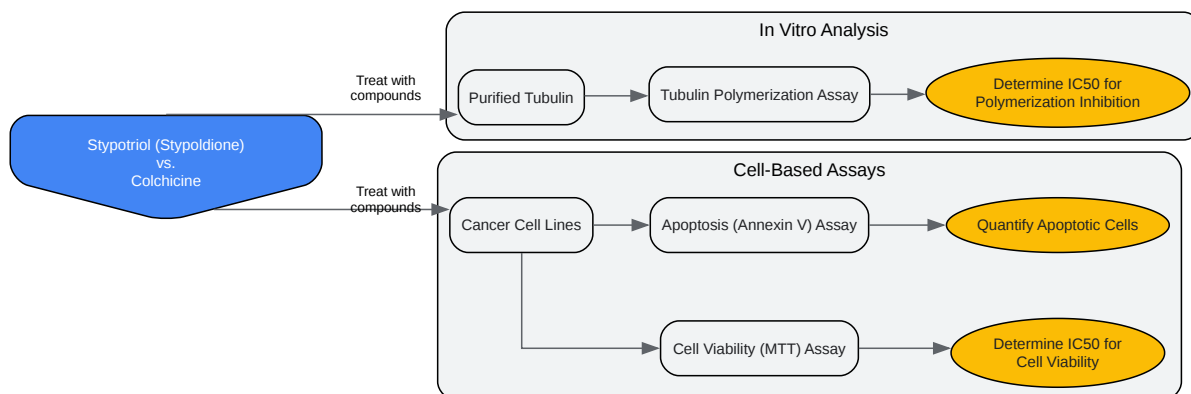 In Vitro Analysis
Treat with
compounds
Purified Tubulin
Tubulin Polymerization Assay
Determine IC50 for
Polymerization Inhibition
Stypotriol (Stypoldione)
vs.
Colchicine
Cell-Based Assays
Treat with
compounds
Cancer Cell Lines
Apoptosis (Annexin V) Assay
Quantify Apoptotic Cells
Cell Viability (MTT) Assay
Determine IC50 for
Cell Viability